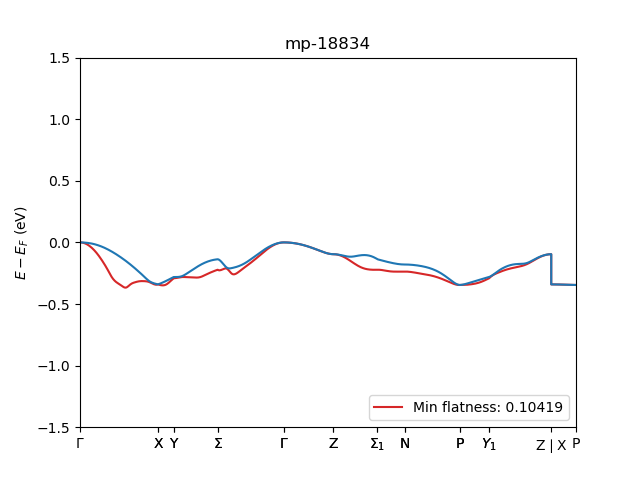 mp-18834
1.5
1.0
0.5
0.0
−0.5
−1.0
−1.5
E − E_F (eV)
Min flatness: 0.10419
Γ X Y Σ Γ Z Σ₁ N P Y₁ Z | X P